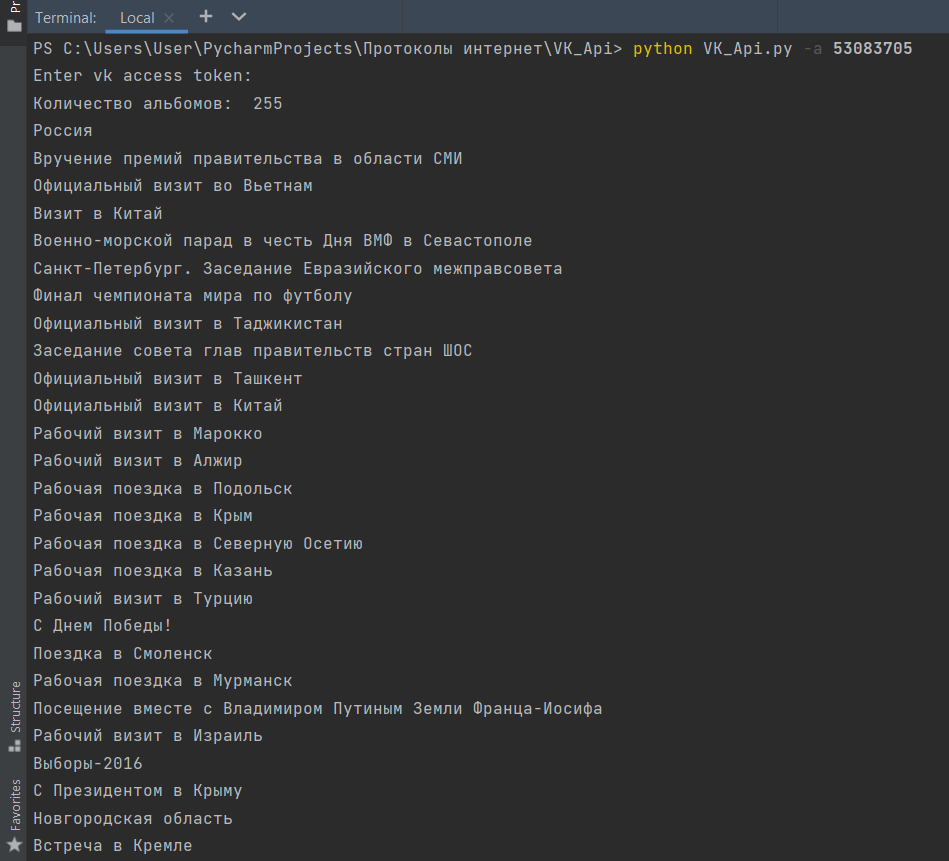 Pr
Terminal: Local × + 
PS C:\Users\User\PycharmProjects\Протоколы интернет\VK_Api> python VK_Api.py -a 53083705
Enter vk access token:
Количество альбомов:  255
Россия
Вручение премий правительства в области СМИ
Официальный визит во Вьетнам
Визит в Китай
Военно-морской парад в честь Дня ВМФ в Севастополе
Санкт-Петербург. Заседание Евразийского межправсовета
Финал чемпионата мира по футболу
Официальный визит в Таджикистан
Заседание совета глав правительств стран ШОС
Официальный визит в Ташкент
Официальный визит в Китай
Рабочий визит в Марокко
Рабочий визит в Алжир
Рабочая поездка в Подольск
Рабочая поездка в Крым
Рабочая поездка в Северную Осетию
Рабочая поездка в Казань
Рабочий визит в Турцию
С Днем Победы!
Поездка в Смоленск
Рабочая поездка в Мурманск
Посещение вместе с Владимиром Путиным Земли Франца-Иосифа
Рабочий визит в Израиль
Выборы-2016
С Президентом в Крыму
Новгородская область
Встреча в Кремле
Structure
Favorites